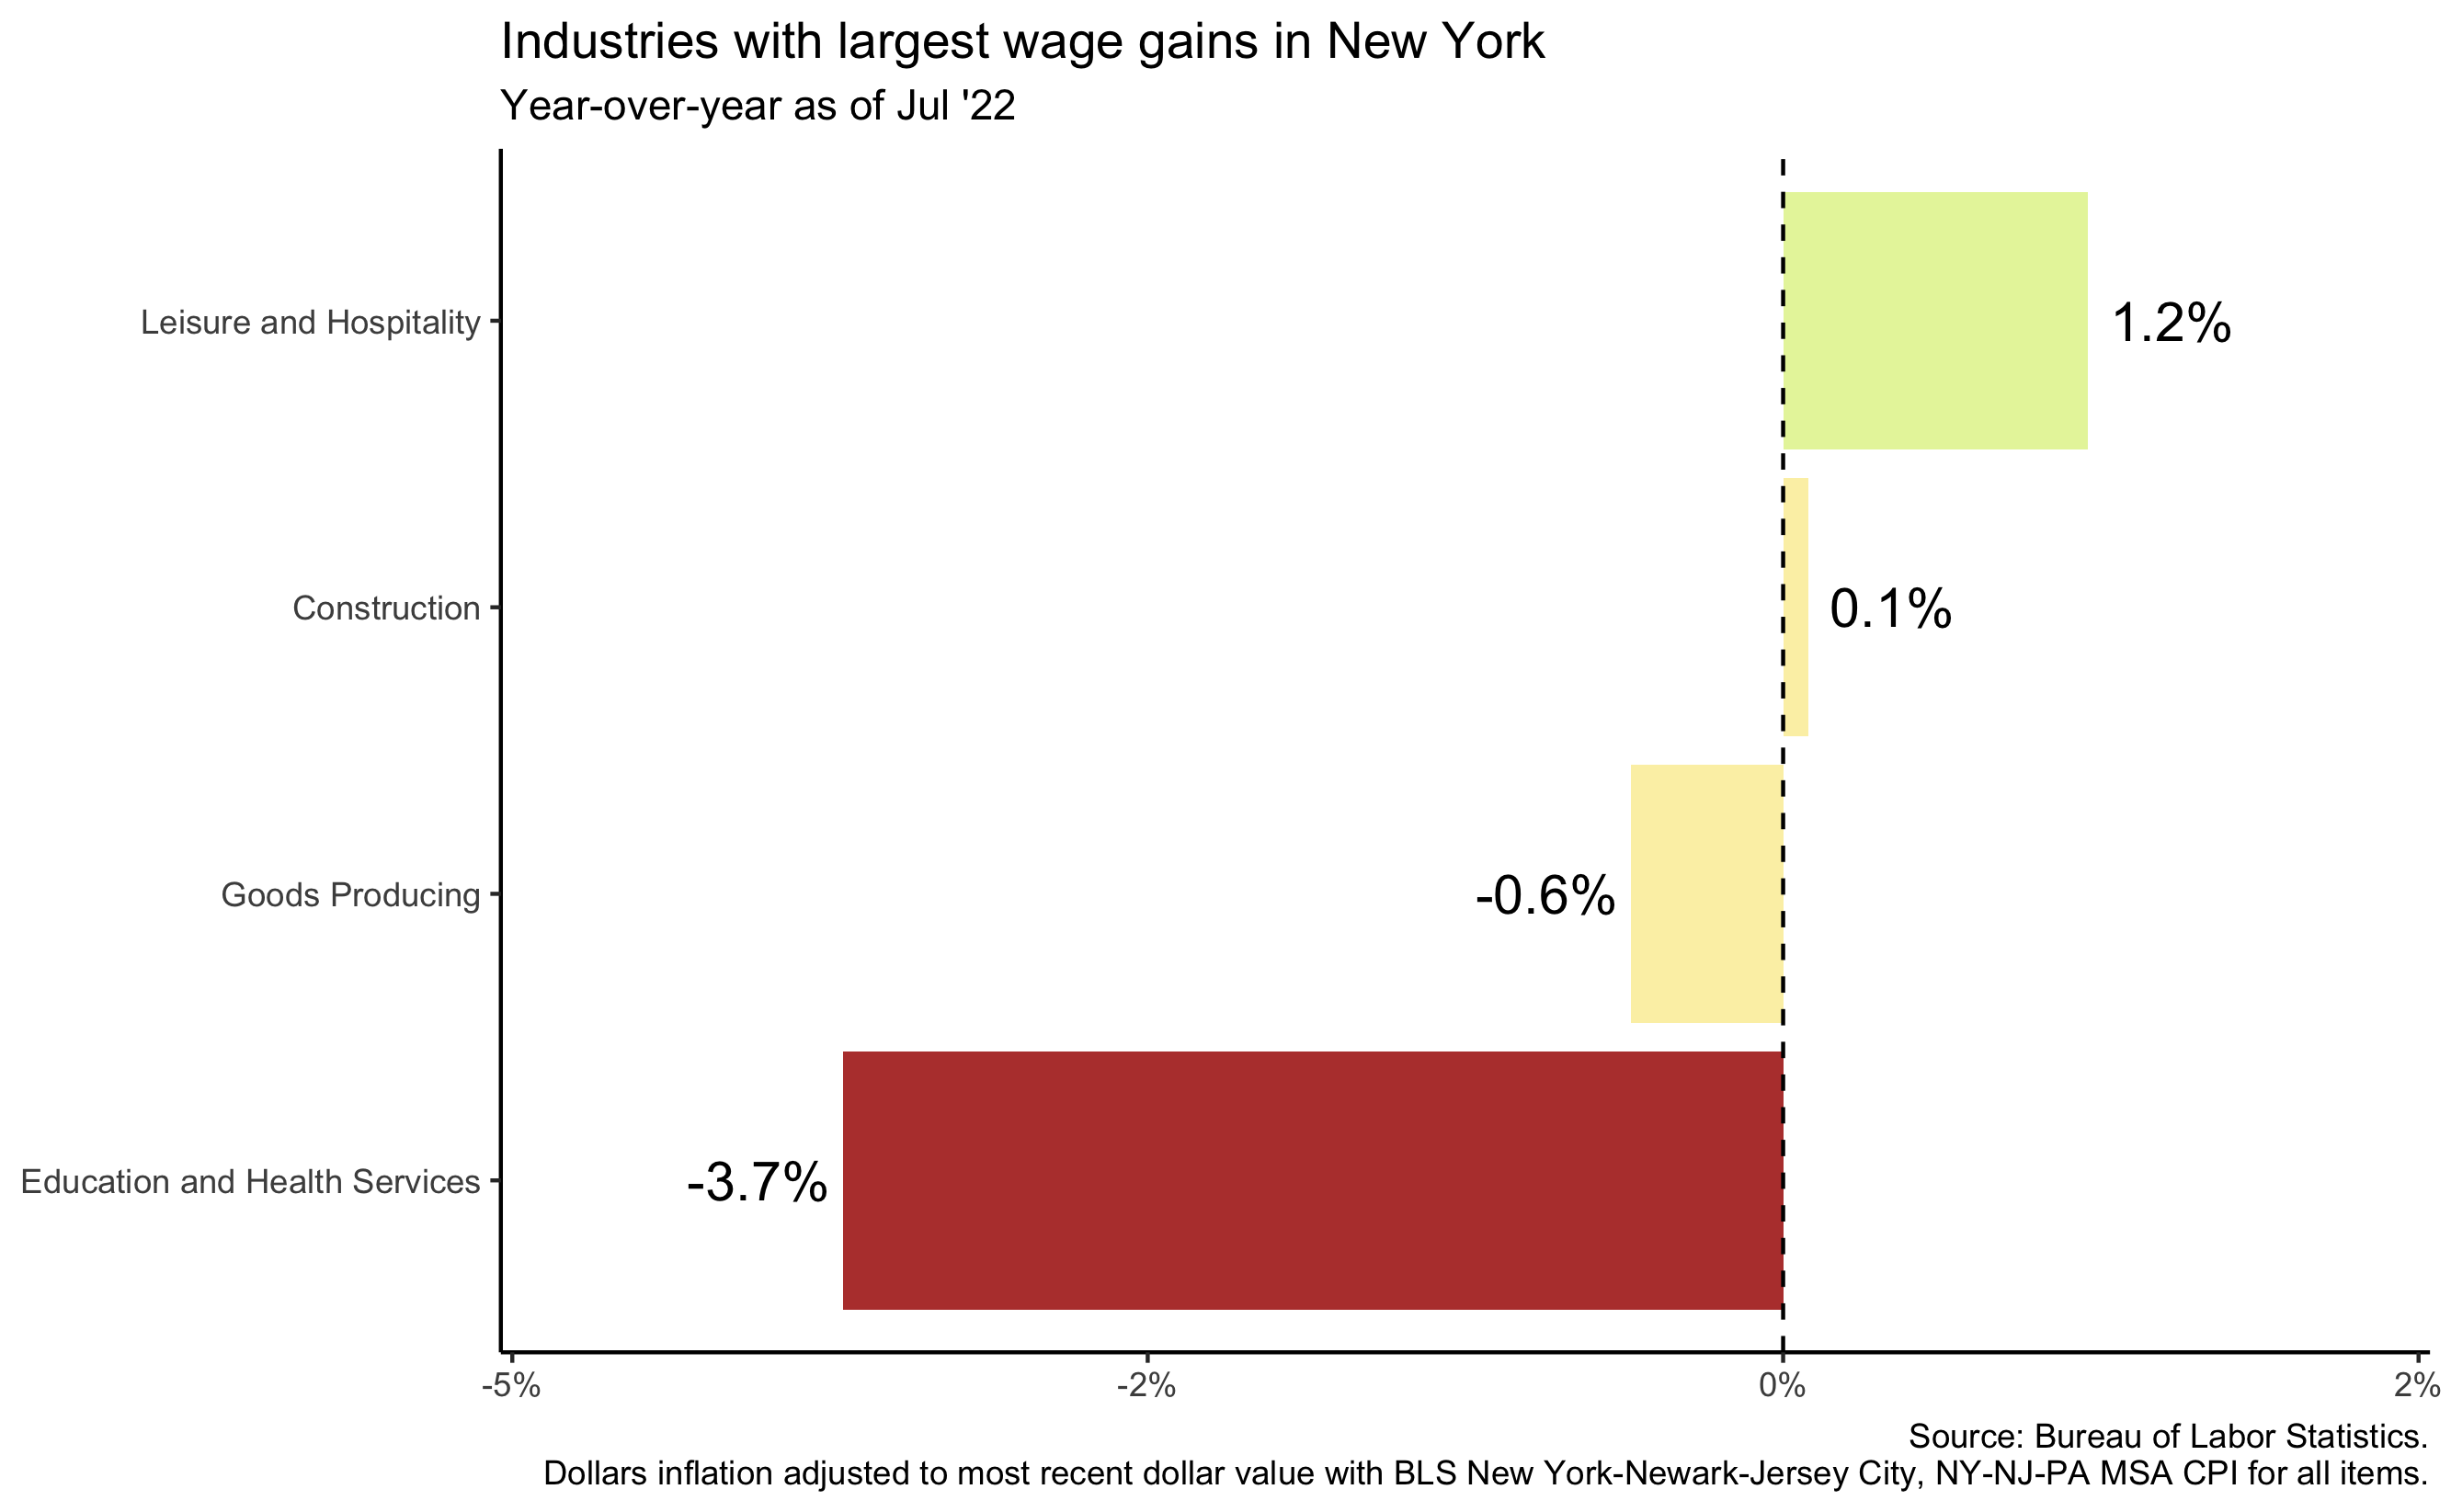 Industries with largest wage gains in New York
Year-over-year as of Jul '22
Leisure and Hospitality
1.2%
Construction
0.1%
Goods Producing
-0.6%
Education and Health Services
-3.7%
-5%
-2%
0%
2%
Source: Bureau of Labor Statistics.
Dollars inflation adjusted to most recent dollar value with BLS New York-Newark-Jersey City, NY-NJ-PA MSA CPI for all items.